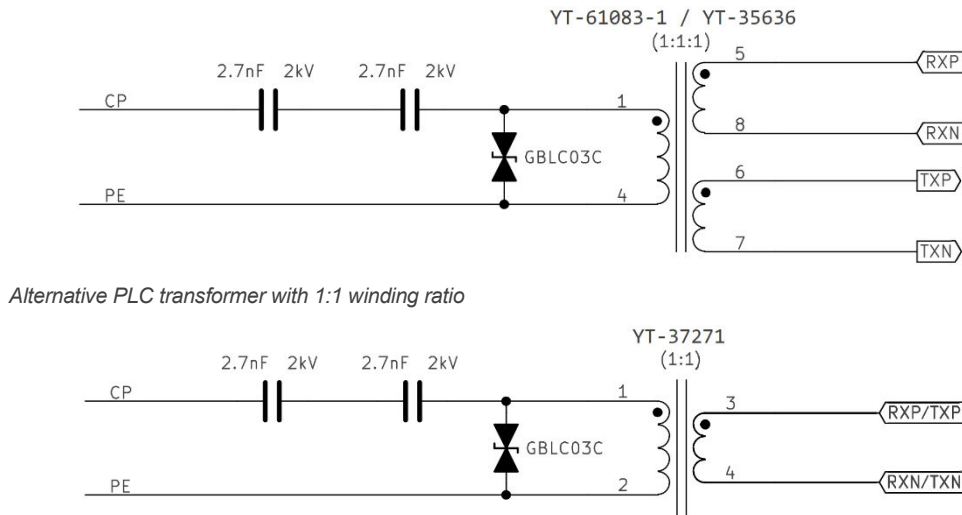 YT-61083-1 / YT-35636
(1:1:1)
2.7nF 2kV 2.7nF 2kV
5
RXP
CP
1
8
RXN
GBLC03C
6
TXP
PE
4
7
TXN
Alternative PLC transformer with 1:1 winding ratio
YT-37271
(1:1)
2.7nF 2kV 2.7nF 2kV
CP
1
3
RXP/TXP
GBLC03C
4
RXN/TXN
PE
2